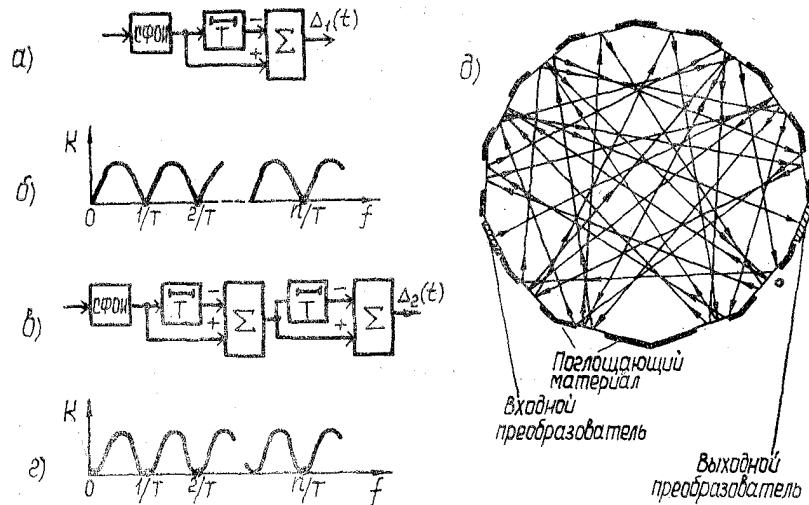 а)
СФОИ
T
-
+
Σ
Δ₁(t)
б)
K
0
1/T
2/T
n/T
f
в)
СФОИ
T
-
+
Σ
T
-
+
Σ
Δ₂(t)
г)
K
0
1/T
2/T
n/T
f
д)
Поглощающий
материал
Входной
преобразователь
Выходной
преобразователь